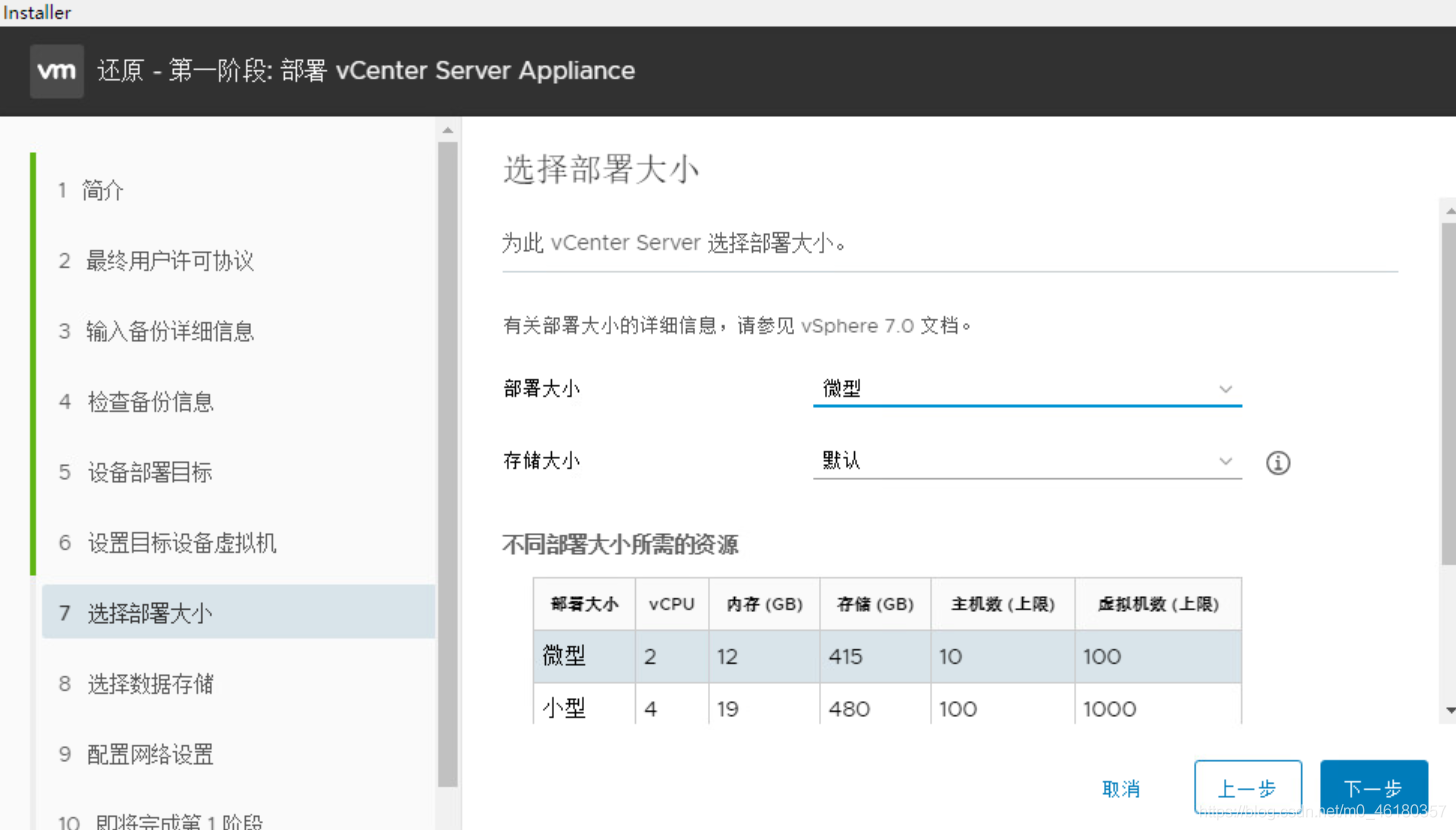 Installer
vm 还原 - 第一阶段: 部署 vCenter Server Appliance
1 简介
2 最终用户许可协议
3 输入备份详细信息
4 检查备份信息
5 设备部署目标
6 设置目标设备虚拟机
7 选择部署大小
8 选择数据存储
9 配置网络设置
10 即将完成第 1 阶段
选择部署大小
为此 vCenter Server 选择部署大小。
有关部署大小的详细信息，请参见 vSphere 7.0 文档。
部署大小 微型
存储大小 默认
不同部署大小所需的资源
部署大小 vCPU 内存 (GB) 存储 (GB) 主机数 (上限) 虚拟机数 (上限)
微型 2 12 415 10 100
小型 4 19 480 100 1000
取消 上一步 下一步
https://blog.csdn.net/m0_46180357